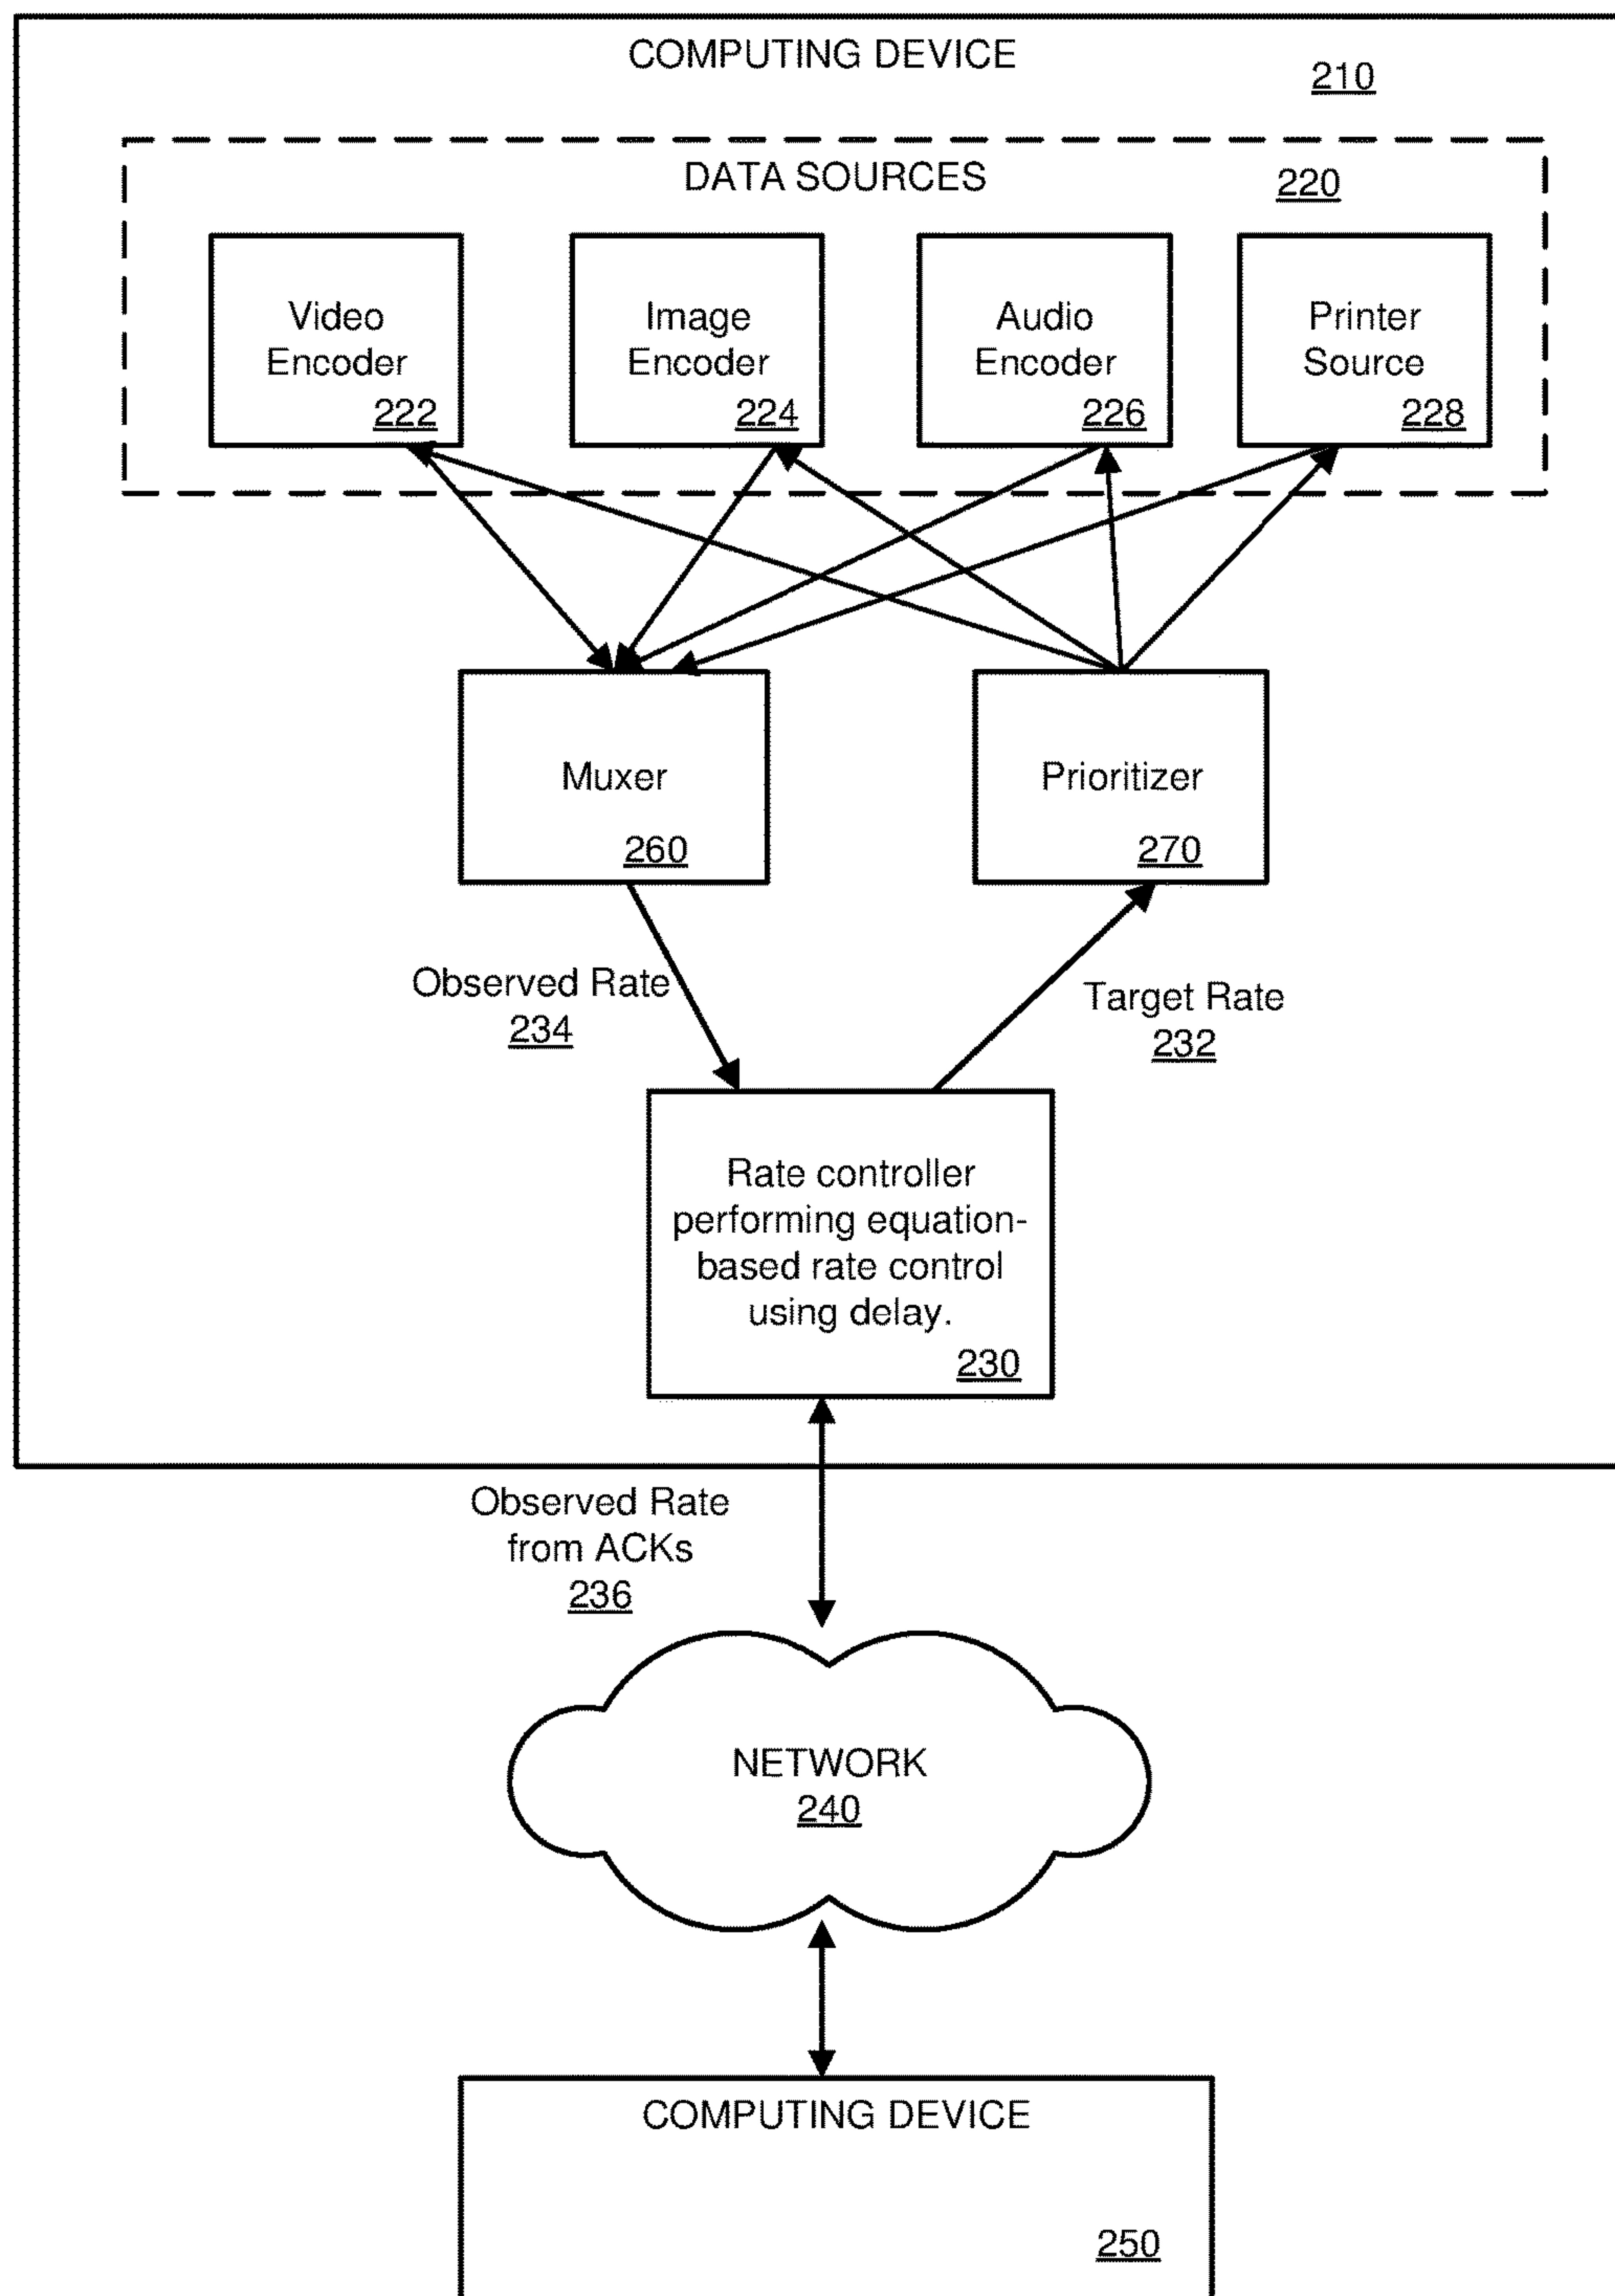 COMPUTING DEVICE
210
DATA SOURCES
220
Video
Encoder
222
Image
Encoder
224
Audio
Encoder
226
Printer
Source
228
Muxer
260
Prioritizer
270
Observed Rate
234
Target Rate
232
Rate controller
performing equation-
based rate control
using delay.
230
Observed Rate
from ACKs
236
NETWORK
240
COMPUTING DEVICE
250